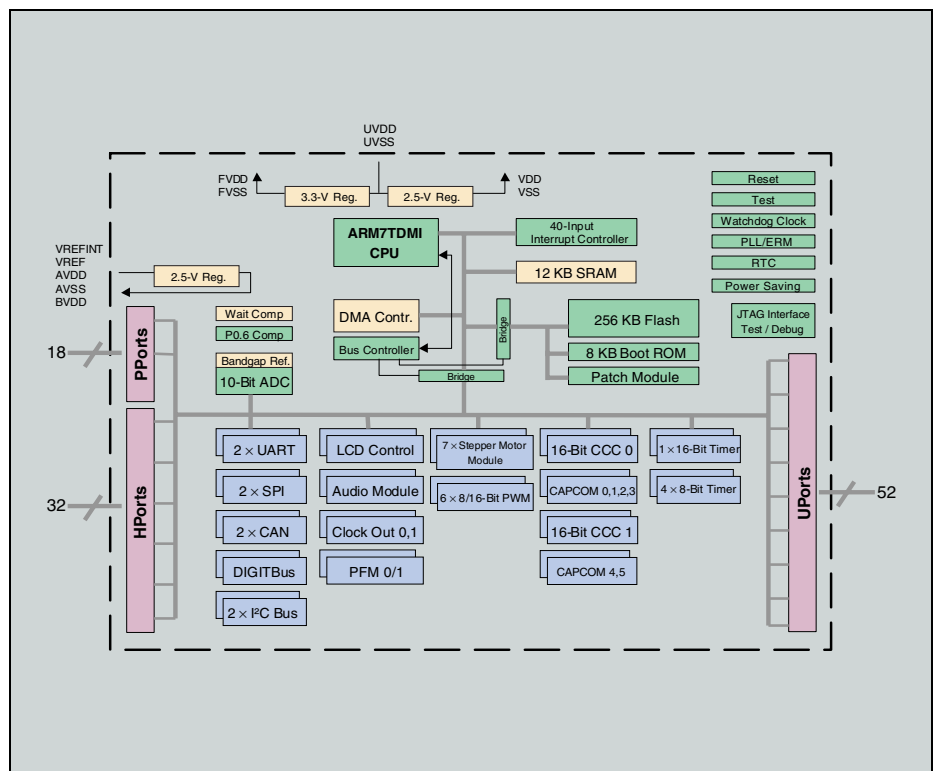 UVDD
UVSS
FVDD
FVSS
3.3-V Reg.
2.5-V Reg.
VDD
VSS
Reset
Test
Watchdog Clock
PLL/ERM
RTC
Power Saving
JTAG Interface
Test / Debug
ARM7TDMI
CPU
40-Input
Interrupt Controller
12 KB SRAM
VREFINT
VREF
AVDD
AVSS
BVDD
2.5-V Reg.
Wait Comp
P0.6 Comp
Bandgap Ref.
10-Bit ADC
DMA Contr.
Bus Controller
Bridge
Bridge
256 KB Flash
8 KB Boot ROM
Patch Module
18
PPorts
32
HPorts
UPorts
52
2 × UART
2 × SPI
2 × CAN
DIGITBus
2 × I²C Bus
LCD Control
Audio Module
Clock Out 0,1
PFM 0/1
7 × Stepper Motor
Module
6 × 8/16-Bit PWM
16-Bit CCC 0
CAPCOM 0,1,2,3
16-Bit CCC 1
CAPCOM 4,5
1 × 16-Bit Timer
4 × 8-Bit Timer